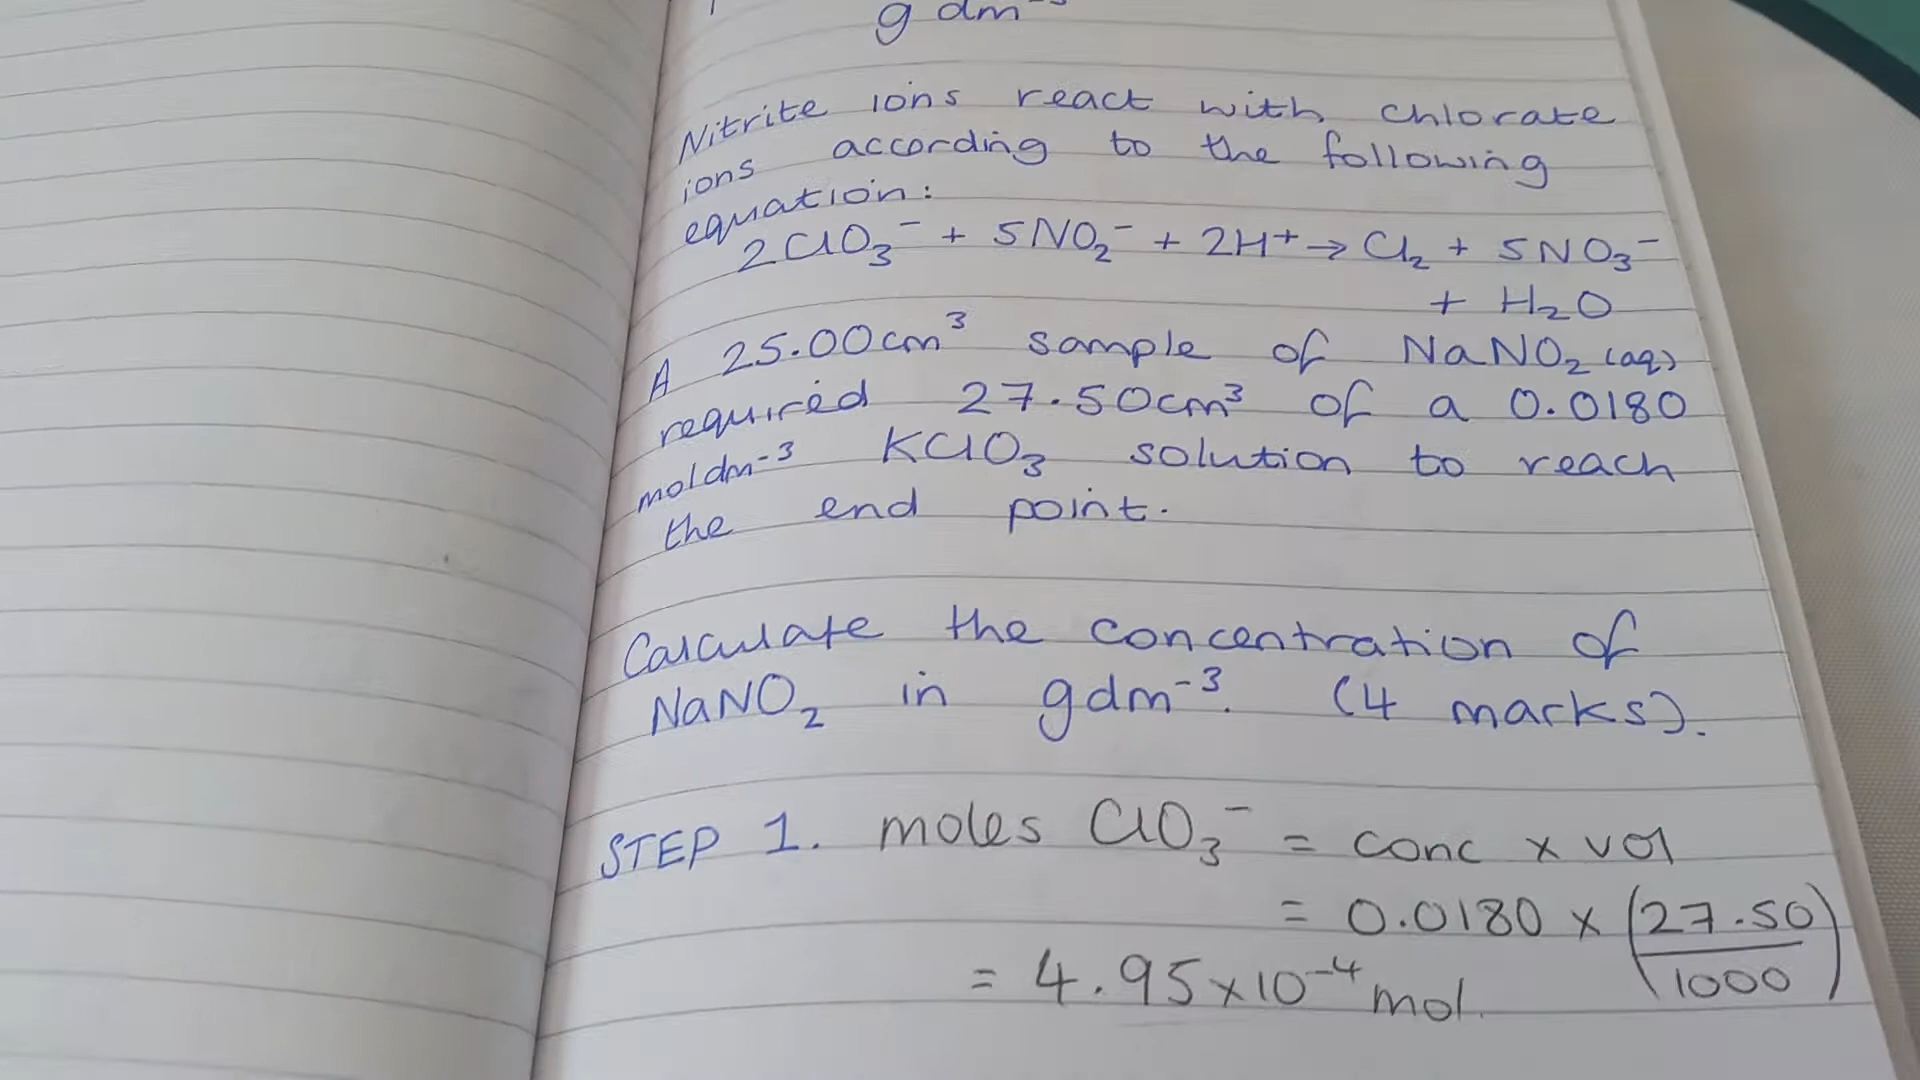 g dm⁻³
Nitrite ions react with chlorate
ions according to the following
equation:
2ClO₃⁻ + 5NO₂⁻ + 2H⁺ → Cl₂ + 5NO₃⁻
+ H₂O
A 25.00cm³ sample of NaNO₂(aq)
required 27.50cm³ of a 0.0180
moldm⁻³ KClO₃ solution to reach
the end point.
Calculate the concentration of
NaNO₂ in gdm⁻³. (4 marks).
STEP 1. moles ClO₃⁻ = conc x vol
= 0.0180 x (27.50/1000)
= 4.95x10⁻⁴ mol.